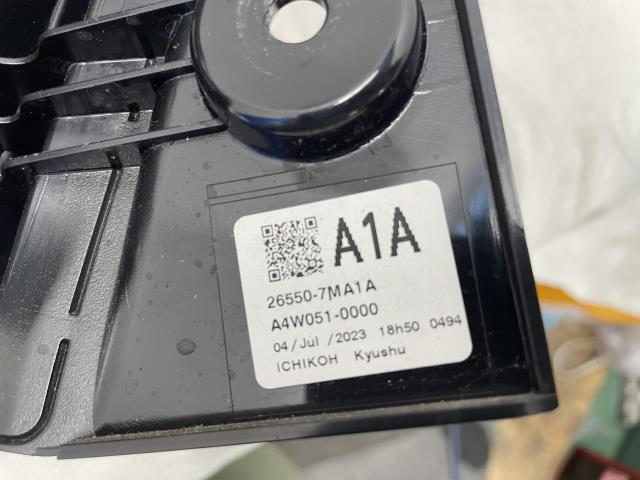 A1A
26550-7MA1A
A4W051-0000
04/Jul /2023 18h50 0494
ICHIKOH Kyushu